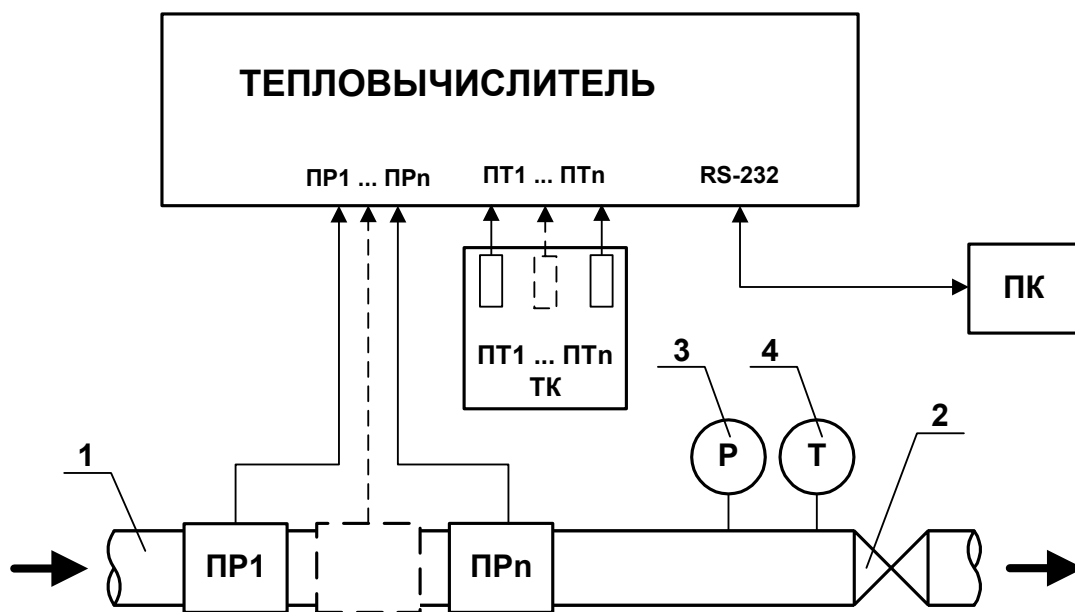 ТЕПЛОВЫЧИСЛИТЕЛЬ
ПР1 ... ПРn ПТ1 ... ПТn RS-232
ПК
ПТ1 ... ПТn
ТК
3 4
2
1
P T
ПР1 ПРn